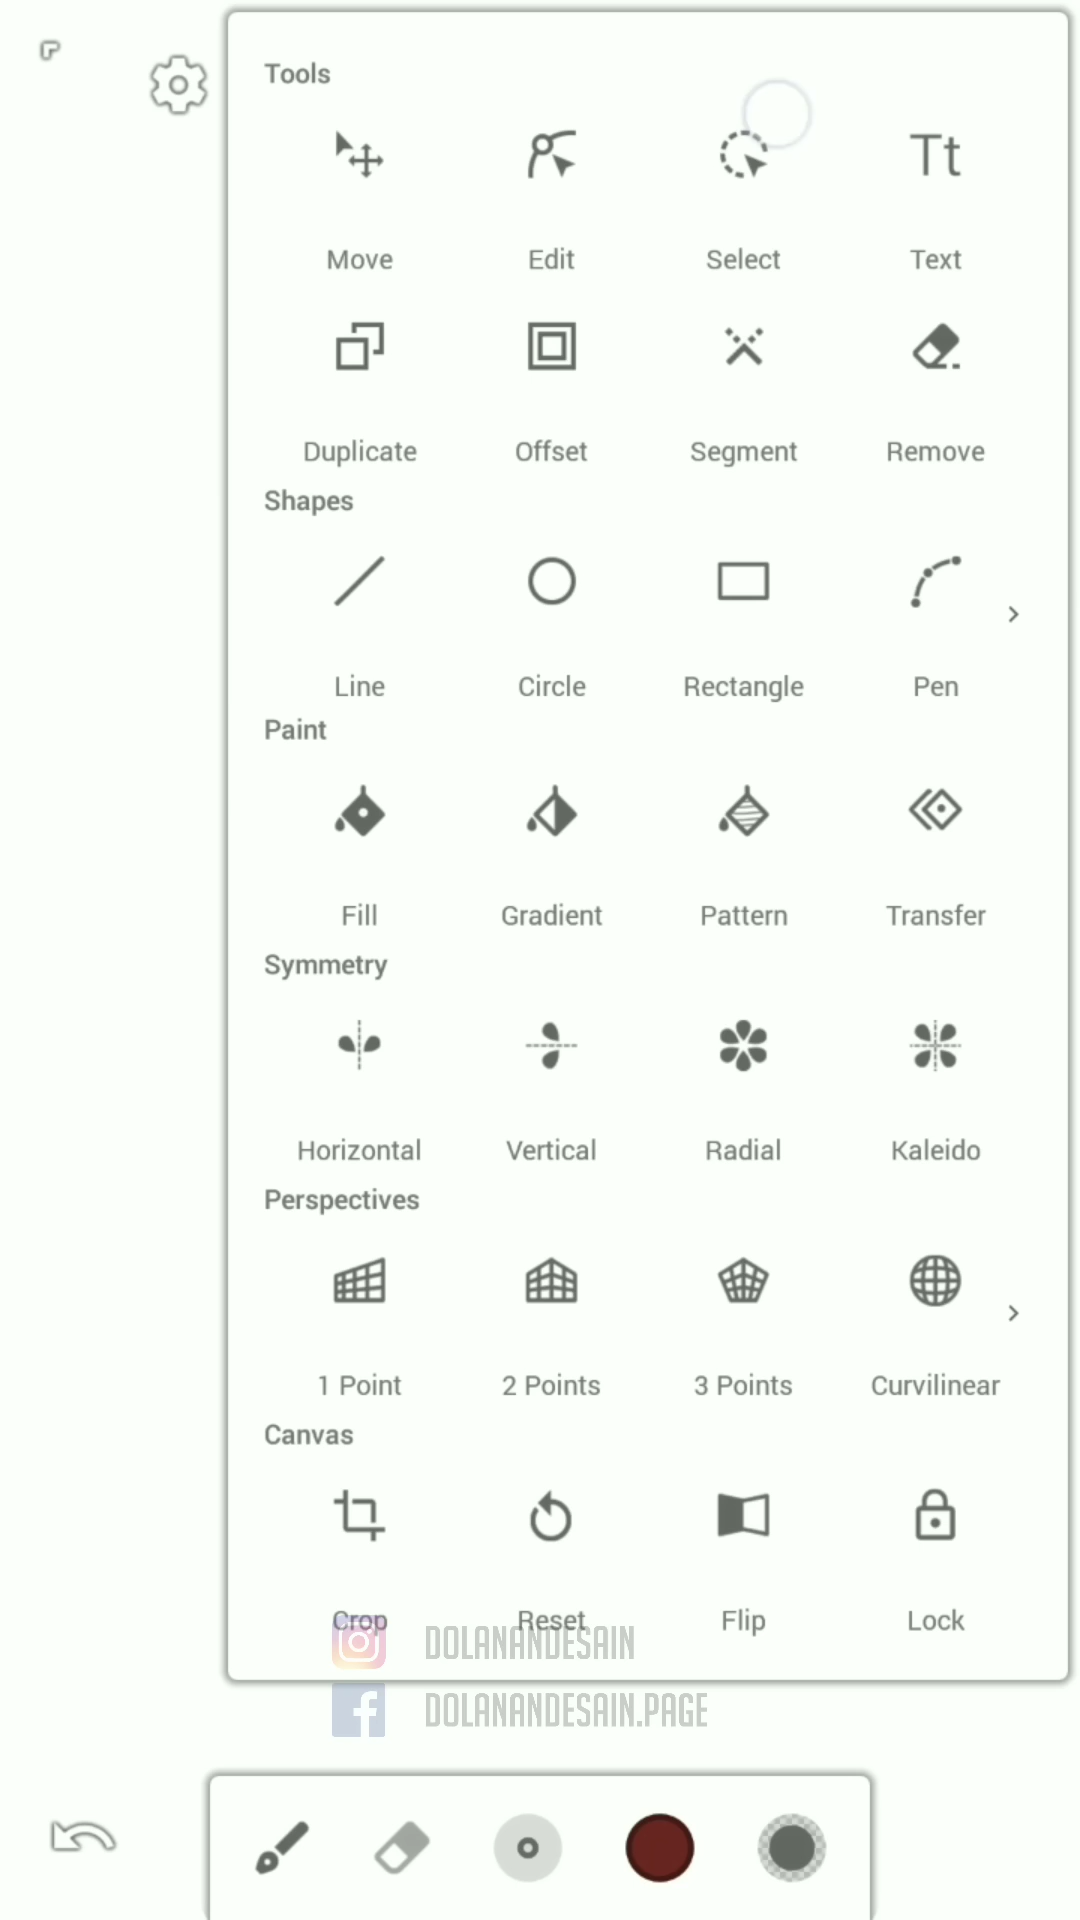 Tools
Tt
Move Edit Select Text
Duplicate Offset Segment Remove
Shapes
Line Circle Rectangle Pen
Paint
Fill Gradient Pattern Transfer
Symmetry
Horizontal Vertical Radial Kaleido
Perspectives
1 Point 2 Points 3 Points Curvilinear
Canvas
Crop Reset Flip Lock
DOLANANDESAIN
DOLANANDESAIN.PAGE